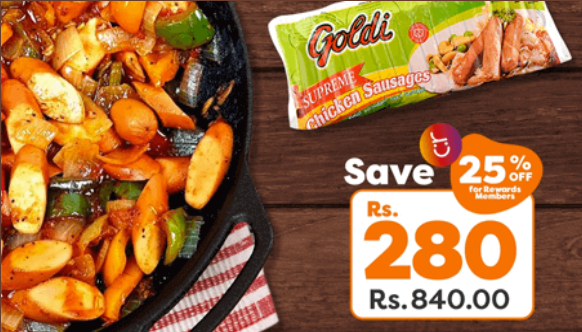 Goldi
SUPREME
Chicken Sausages
Save
25% OFF
for Rewards
Members
Rs.
280
Rs.840.00